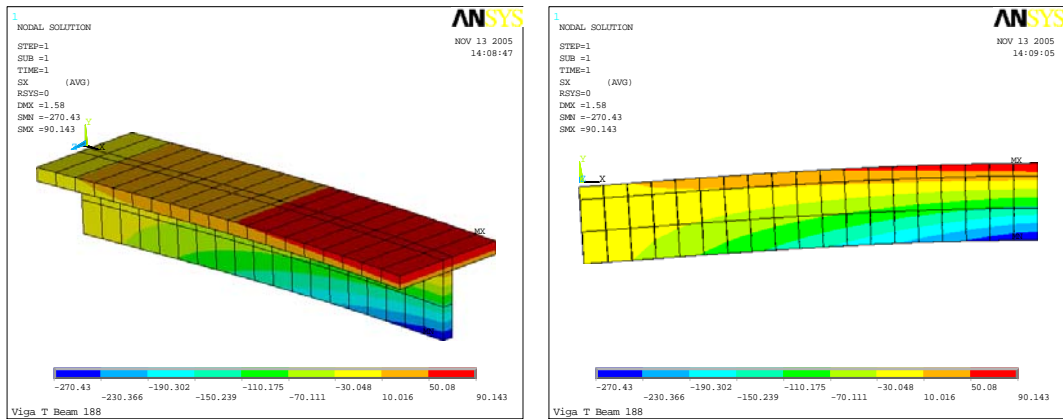 1
ANSYS
NODAL SOLUTION
NOV 13 2005
14:08:47
STEP=1
SUB =1
TIME=1
SX (AVG)
RSYS=0
DMX =1.58
SMN =-270.43
SMX =90.143
Y
Z
X
MX
-270.43 -190.302 -110.175 -30.048 50.08
-230.366 -150.239 -70.111 10.016 90.143
Viga T Beam 188
1
ANSYS
NODAL SOLUTION
NOV 13 2005
14:09:05
STEP=1
SUB =1
TIME=1
SX (AVG)
RSYS=0
DMX =1.58
SMN =-270.43
SMX =90.143
Y
X
MX
-270.43 -190.302 -110.175 -30.048 50.08
-230.366 -150.239 -70.111 10.016 90.143
Viga T Beam 188